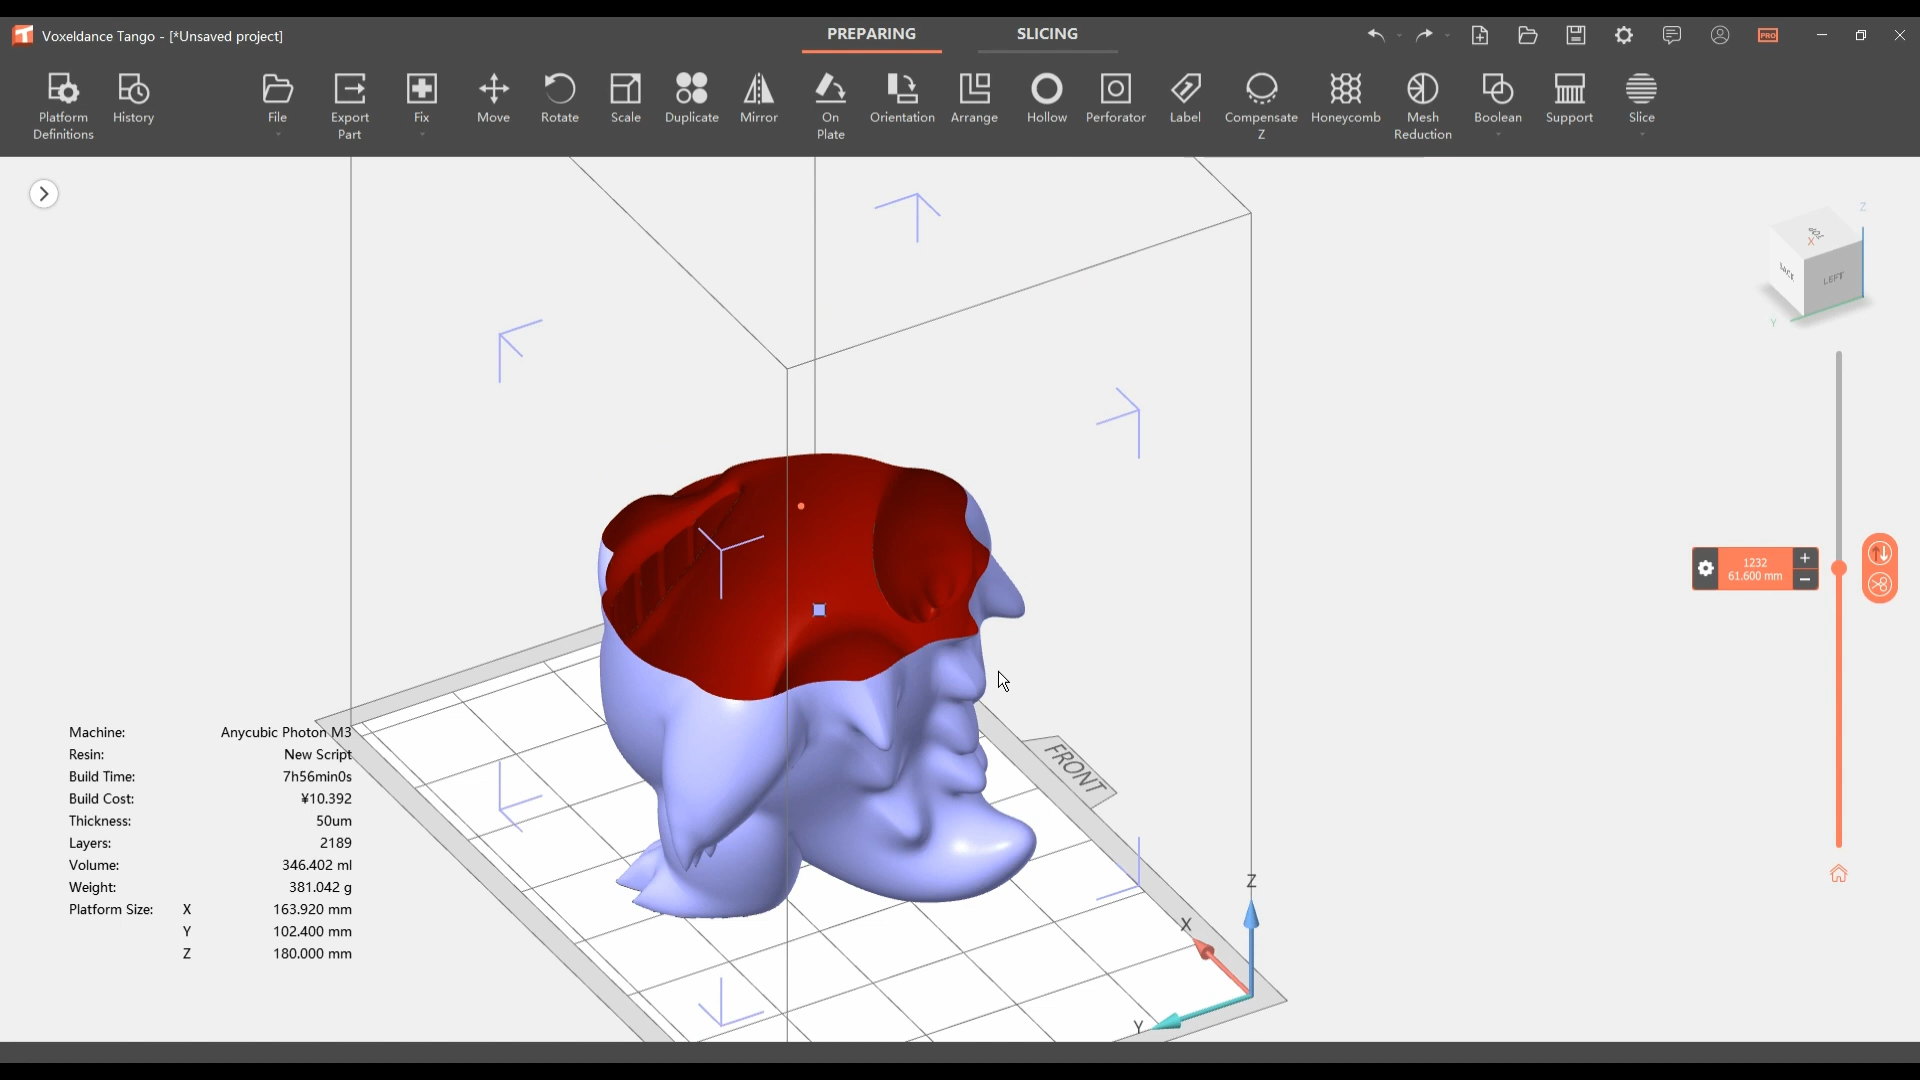 Voxeldance Tango - [*Unsaved project]
PREPARING
SLICING
PRO
Platform Definitions
History
File
Export Part
Fix
Move
Rotate
Scale
Duplicate
Mirror
On Plate
Orientation
Arrange
Hollow
Perforator
Label
Compensate Z
Honeycomb
Mesh Reduction
Boolean
Support
Slice
Z
TOP
X
BACK
LEFT
Y
1232
61.600 mm
FRONT
Machine: Anycubic Photon M3
Resin: New Script
Build Time: 7h56min0s
Build Cost: ¥10.392
Thickness: 50um
Layers: 2189
Volume: 346.402 ml
Weight: 381.042 g
Platform Size: X 163.920 mm
Y 102.400 mm
Z 180.000 mm
Z
X
Y